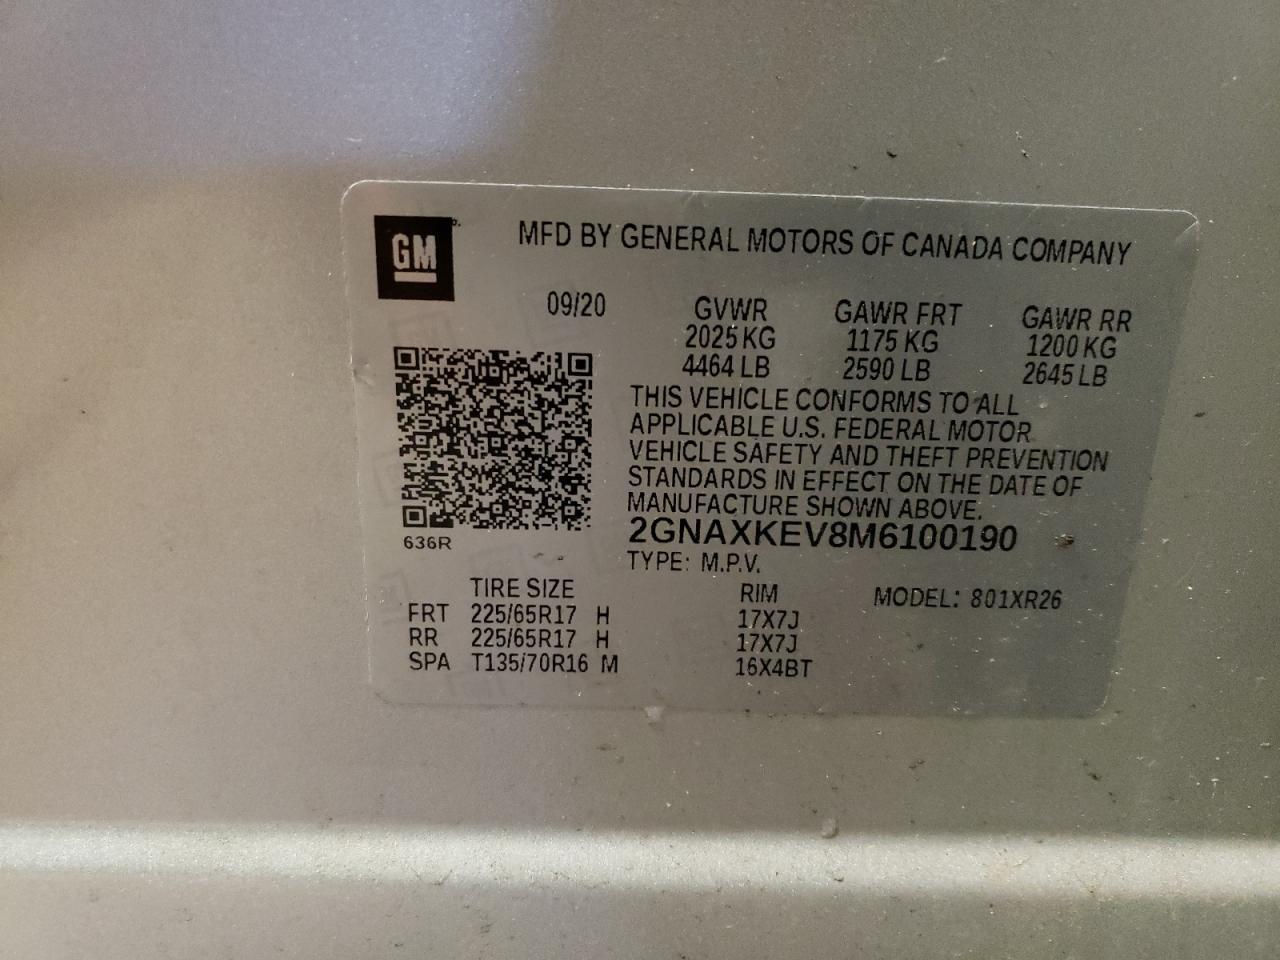 GM
MFD BY GENERAL MOTORS OF CANADA COMPANY
09/20 GVWR GAWR FRT GAWR RR
2025 KG 1175 KG 1200 KG
4464 LB 2590 LB 2645 LB
THIS VEHICLE CONFORMS TO ALL
APPLICABLE U.S. FEDERAL MOTOR
VEHICLE SAFETY AND THEFT PREVENTION
STANDARDS IN EFFECT ON THE DATE OF
MANUFACTURE SHOWN ABOVE.
2GNAXKEV8M6100190
636R
TYPE: M.P.V.
TIRE SIZE RIM MODEL: 801XR26
FRT 225/65R17 H 17X7J
RR 225/65R17 H 17X7J
SPA T135/70R16 M 16X4BT